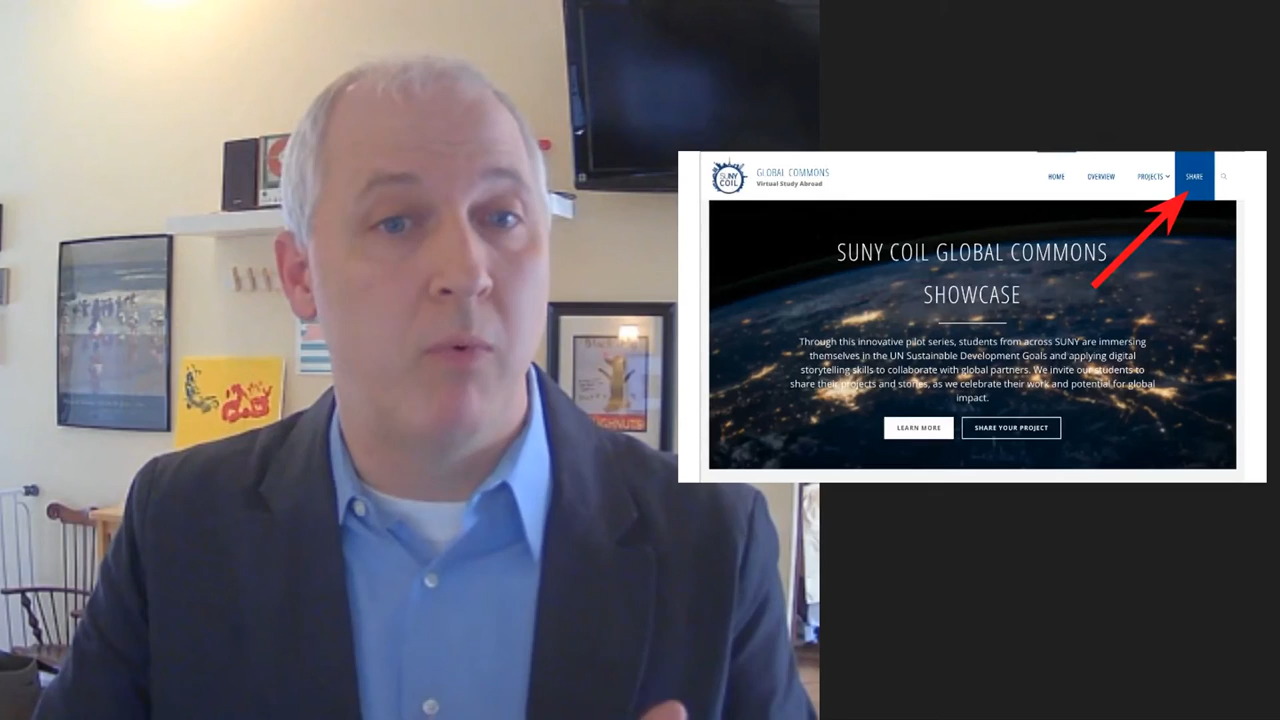 SUNY
COIL
GLOBAL COMMONS
Virtual Study Abroad
HOME
OVERVIEW
PROJECTS
SHARE
SUNY COIL GLOBAL COMMONS
SHOWCASE
Through this innovative pilot series, students from across SUNY are immersing
themselves in the UN Sustainable Development Goals and applying digital
storytelling skills to collaborate with global partners. We invite our students to
share their projects and stories, as we celebrate their work and potential for global
impact.
LEARN MORE
SHARE YOUR PROJECT